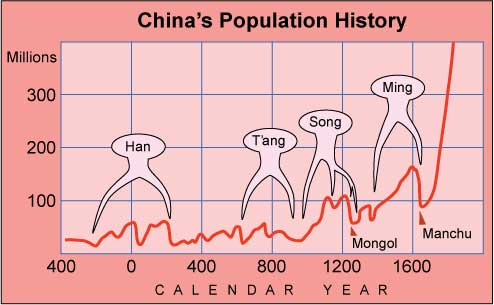 China's Population History
Millions
300
200
100
Han
T'ang
Song
Ming
Mongol
Manchu
400 0 400 800 1200 1600
CALENDAR YEAR